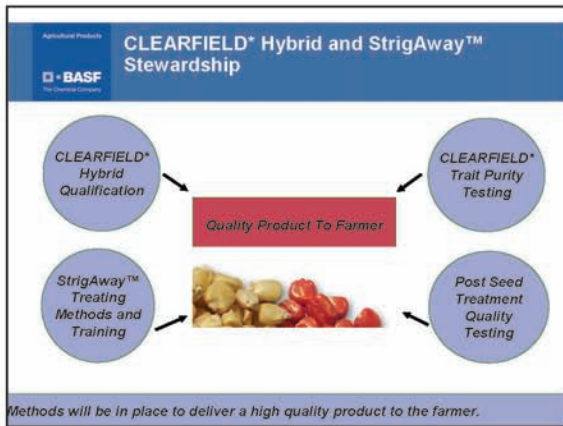 Agricultural Products
BASF
The Chemical Company
CLEARFIELD* Hybrid and StrigAway™
Stewardship
CLEARFIELD*
Hybrid
Qualification
CLEARFIELD*
Trait Purity
Testing
Quality Product To Farmer
StrigAway™
Treating
Methods and
Training
Post Seed
Treatment
Quality
Testing
Methods will be in place to deliver a high quality product to the farmer.